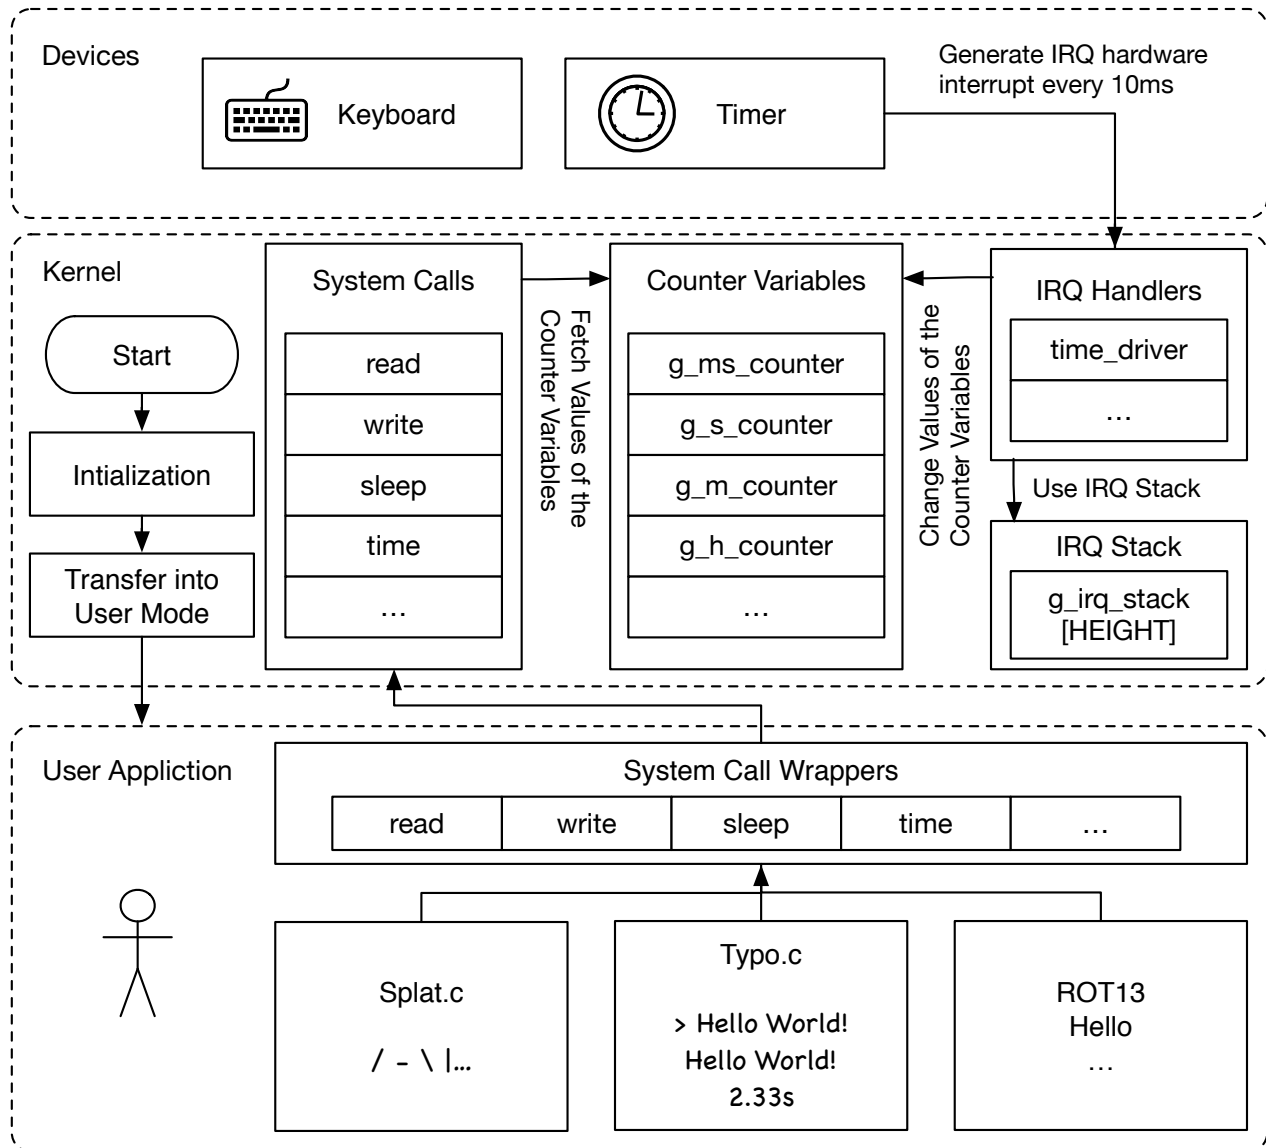 Devices
Keyboard
Timer
Generate IRQ hardware
interrupt every 10ms
Kernel
Start
Intialization
Transfer into
User Mode
System Calls
read
write
sleep
time
...
Fetch Values of the
Counter Variables
Counter Variables
g_ms_counter
g_s_counter
g_m_counter
g_h_counter
...
Change Values of the
Counter Variables
IRQ Handlers
time_driver
...
Use IRQ Stack
IRQ Stack
g_irq_stack
[HEIGHT]
User Appliction
System Call Wrappers
read
write
sleep
time
...
Splat.c
/ - \ |...
Typo.c
> Hello World!
Hello World!
2.33s
ROT13
Hello
...